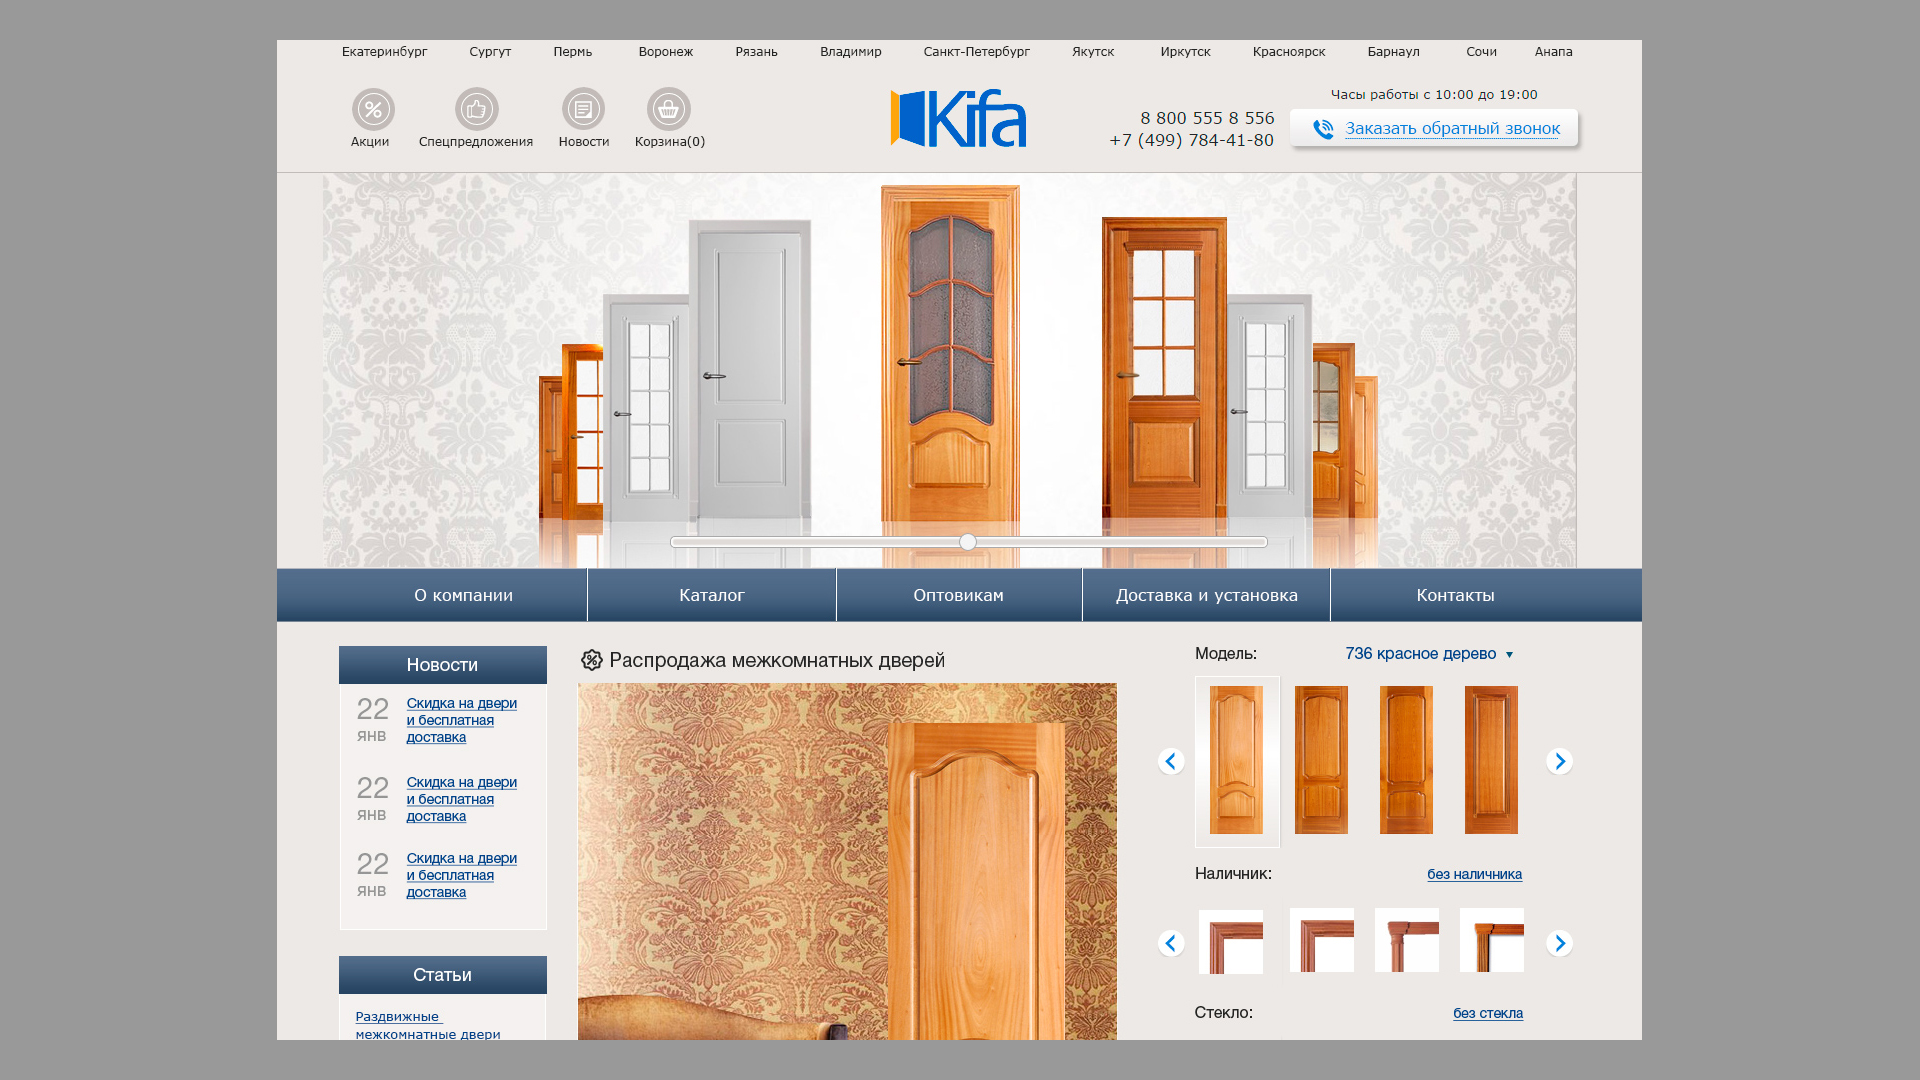 Екатеринбург Сургут Пермь Воронеж Рязань Владимир Санкт-Петербург Якутск Иркутск Красноярск Барнаул Сочи Анапа
Акции Спецпредложения Новости Корзина(0)
Kifa
8 800 555 8 556
+7 (499) 784-41-80
Часы работы с 10:00 до 19:00
Заказать обратный звонок
О компании Каталог Оптовикам Доставка и установка Контакты
Новости
22 янв
Скидка на двери
и бесплатная
доставка
22 янв
Скидка на двери
и бесплатная
доставка
22 янв
Скидка на двери
и бесплатная
доставка
Статьи
Раздвижные
межкомнатные двери
% Распродажа межкомнатных дверей
Модель: 736 красное дерево
Наличник: без наличника
Стекло: без стекла